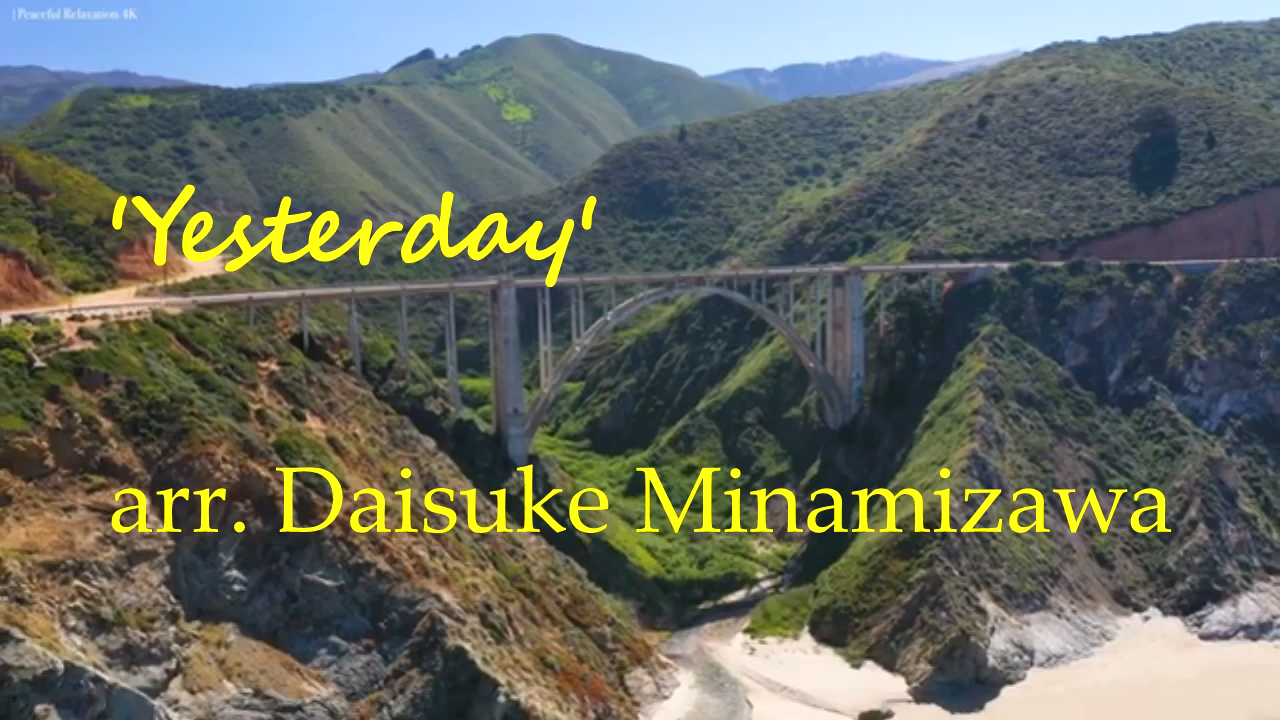 | Peaceful Relaxation 4K
'Yesterday'
arr. Daisuke Minamizawa